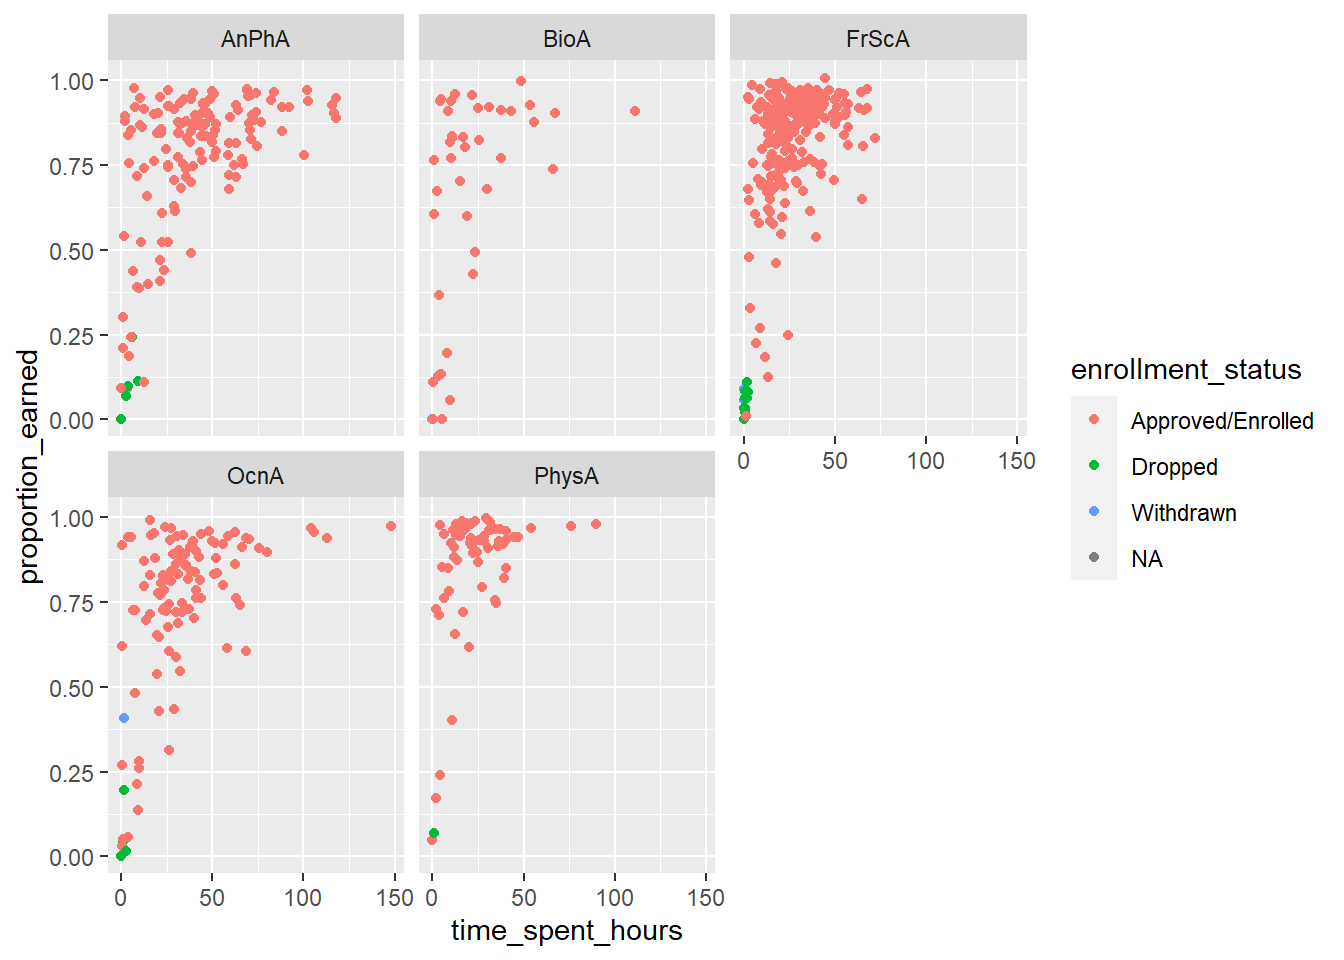 AnPhA BioA FrScA
1.00
0.75
0.50
0.25
0.00
0 50 100 150
OcnA PhysA
1.00
0.75
0.50
0.25
0.00
0 50 100 150 0 50 100 150
time_spent_hours
proportion_earned
enrollment_status
Approved/Enrolled
Dropped
Withdrawn
NA